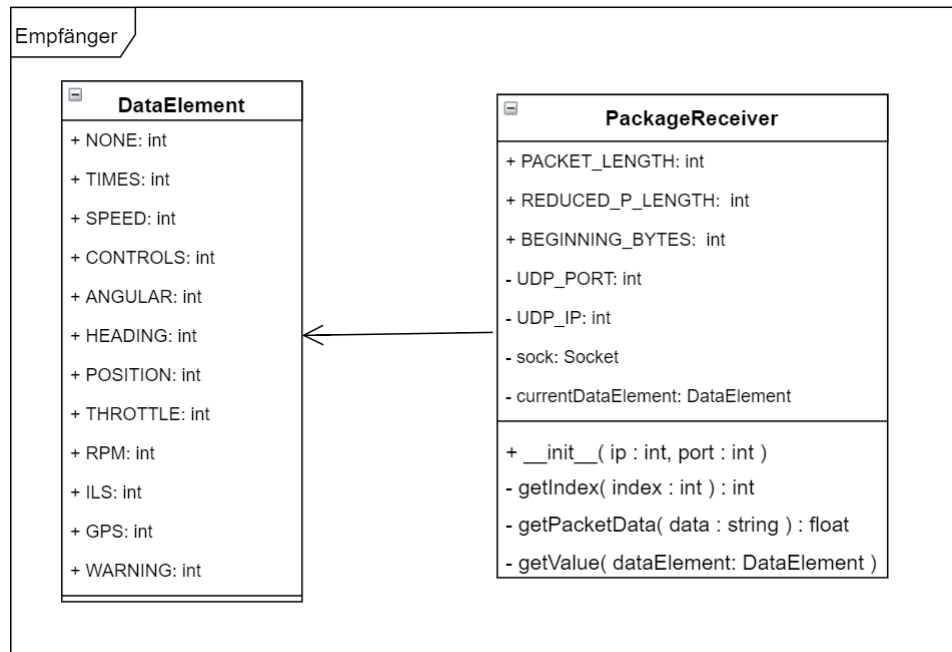 Empfänger
DataElement
+ NONE: int
+ TIMES: int
+ SPEED: int
+ CONTROLS: int
+ ANGULAR: int
+ HEADING: int
+ POSITION: int
+ THROTTLE: int
+ RPM: int
+ ILS: int
+ GPS: int
+ WARNING: int
PackageReceiver
+ PACKET_LENGTH: int
+ REDUCED_P_LENGTH: int
+ BEGINNING_BYTES: int
- UDP_PORT: int
- UDP_IP: int
- sock: Socket
- currentDataElement: DataElement
+ __init__( ip : int, port : int )
- getIndex( index : int ) : int
- getPacketData( data : string ) : float
- getValue( dataElement: DataElement )